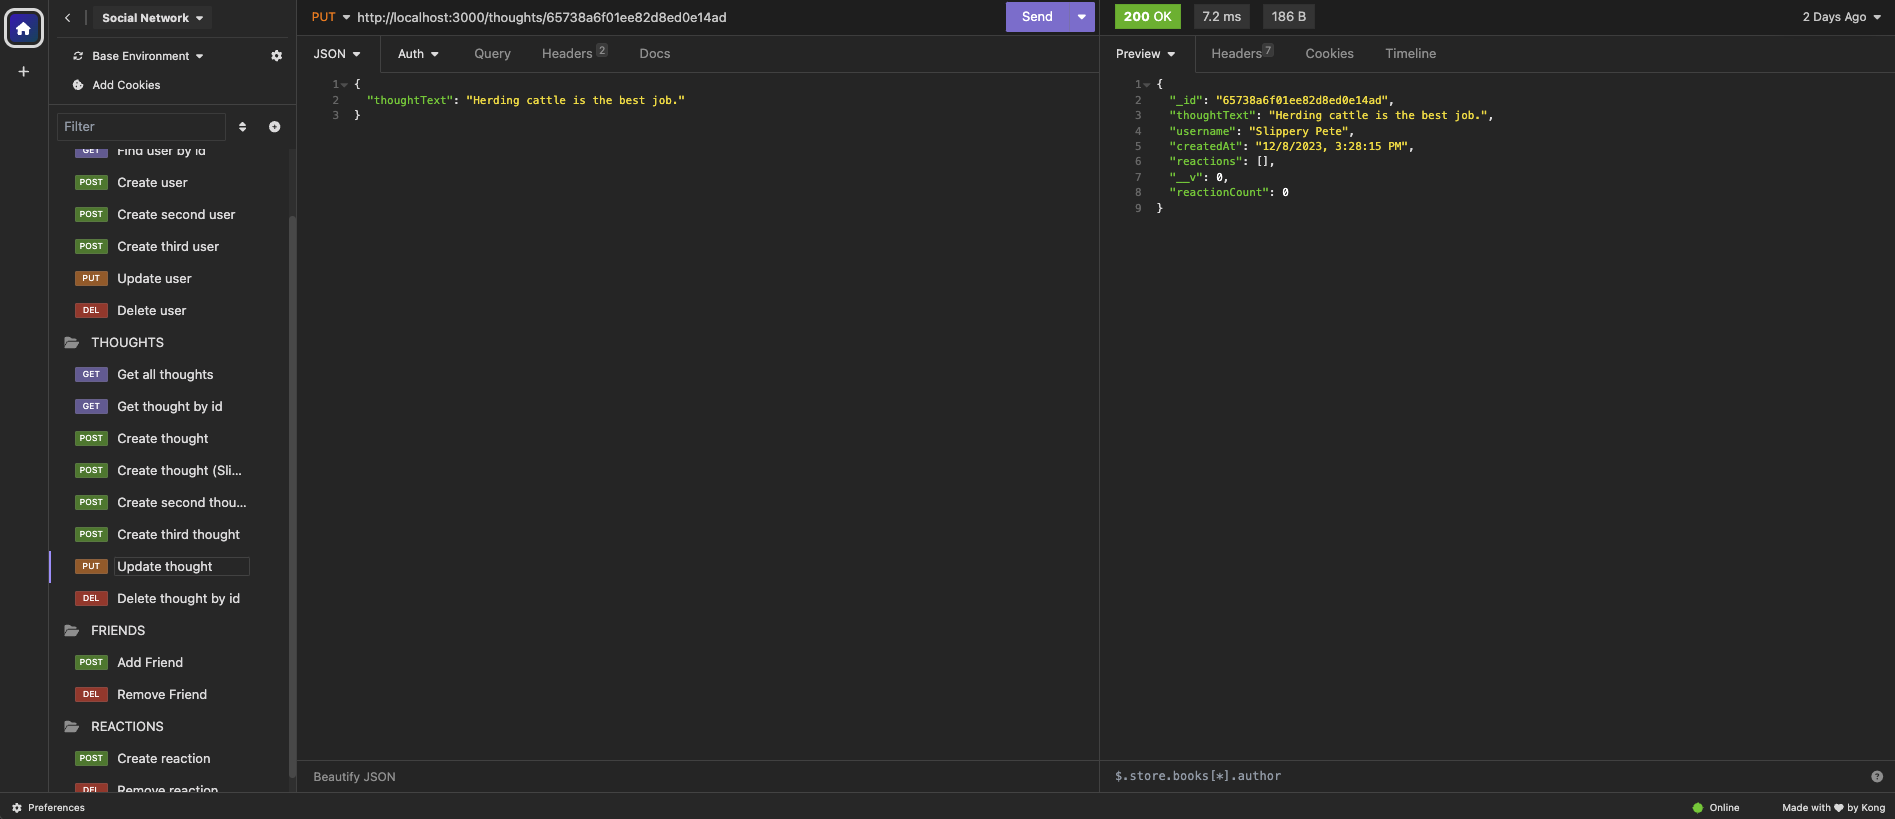 Social Network
Base Environment
Add Cookies
Filter
GET Find user by id
POST Create user
POST Create second user
POST Create third user
PUT Update user
DEL Delete user
THOUGHTS
GET Get all thoughts
GET Get thought by id
POST Create thought
POST Create thought (Sli...
POST Create second thou...
POST Create third thought
PUT Update thought
DEL Delete thought by id
FRIENDS
POST Add Friend
DEL Remove Friend
REACTIONS
POST Create reaction
DEL Remove reaction
Preferences
PUT http://localhost:3000/thoughts/65738a6f01ee82d8ed0e14ad Send
JSON Auth Query Headers 2 Docs
1 {
2 "thoughtText": "Herding cattle is the best job."
3 }
Beautify JSON
200 OK 7.2 ms 186 B 2 Days Ago
Preview Headers 7 Cookies Timeline
1 {
2 "_id": "65738a6f01ee82d8ed0e14ad",
3 "thoughtText": "Herding cattle is the best job.",
4 "username": "Slippery Pete",
5 "createdAt": "12/8/2023, 3:28:15 PM",
6 "reactions": [],
7 "__v": 0,
8 "reactionCount": 0
9 }
$.store.books[*].author
Online Made with ♥ by Kong